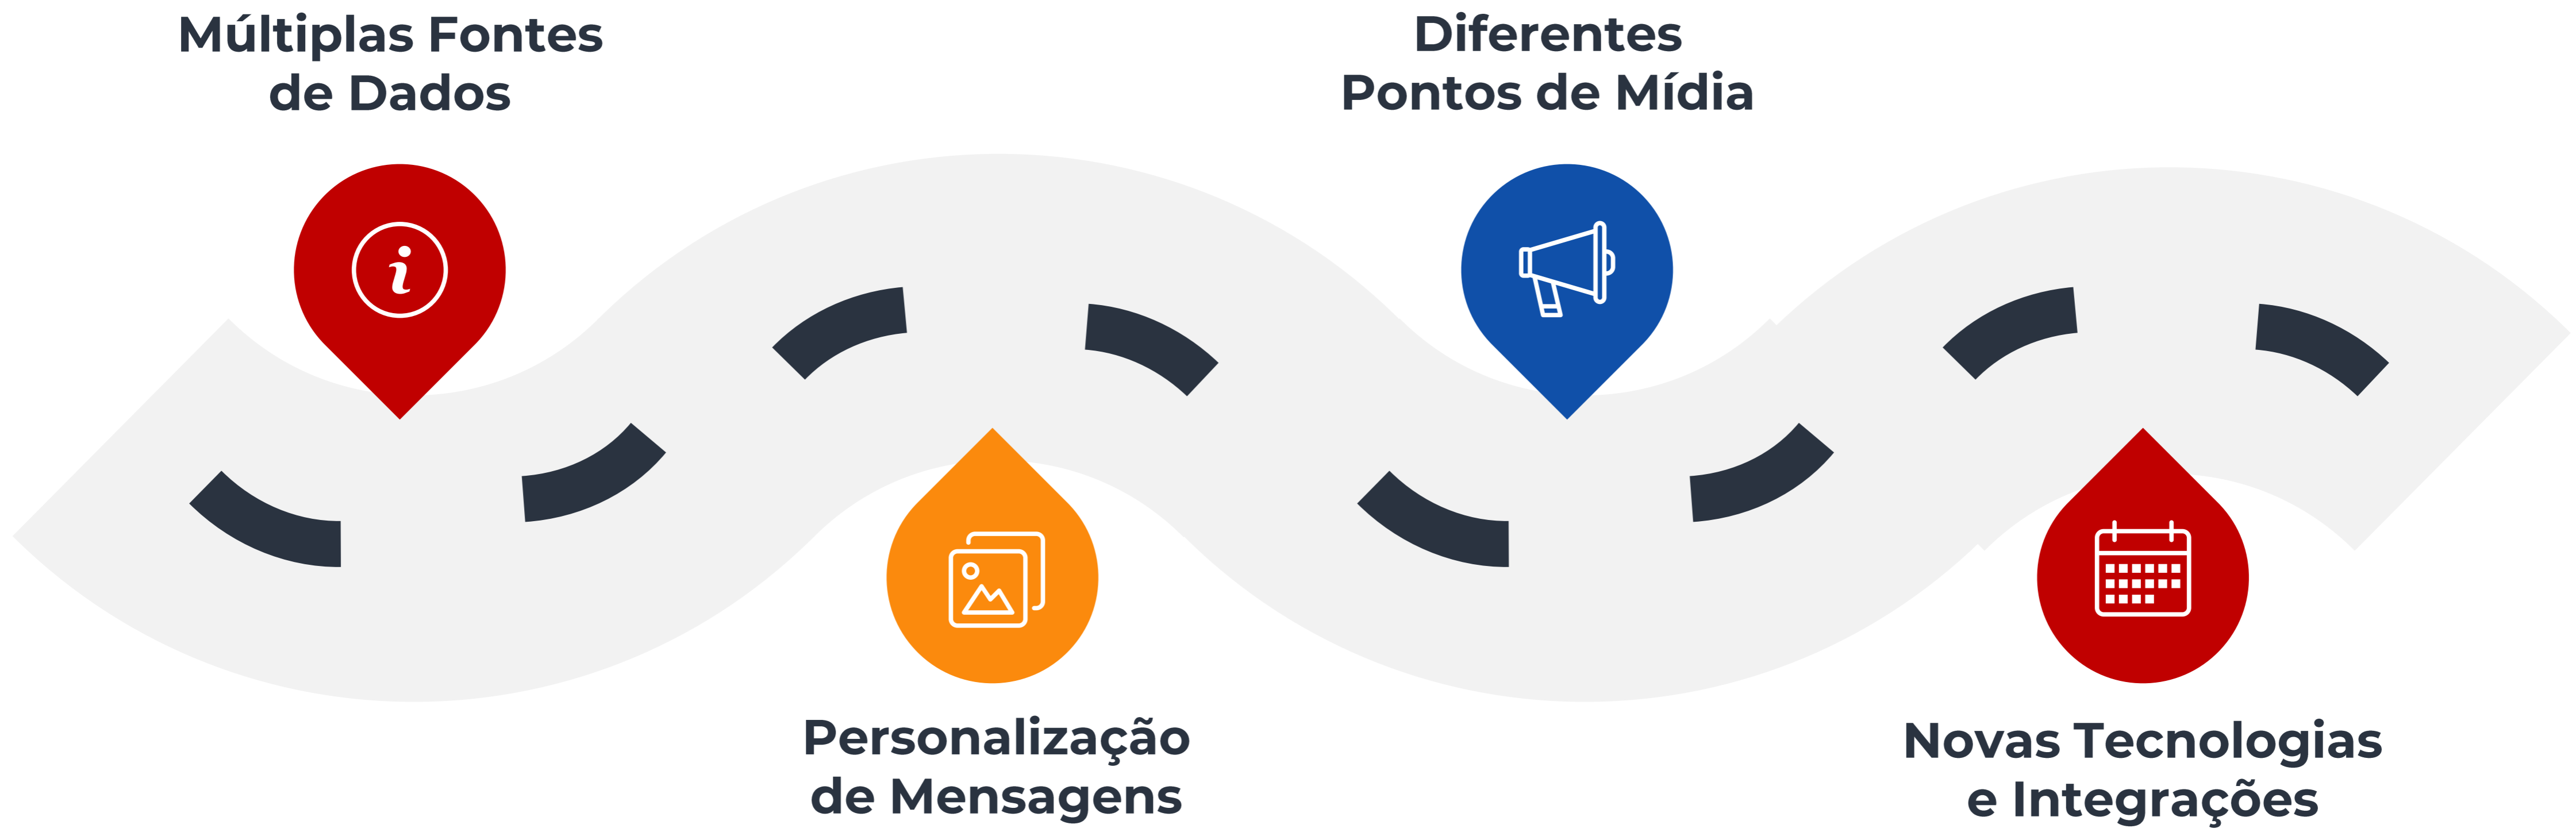 Múltiplas Fontes
de Dados
Personalização
de Mensagens
Diferentes
Pontos de Mídia
Novas Tecnologias
e Integrações